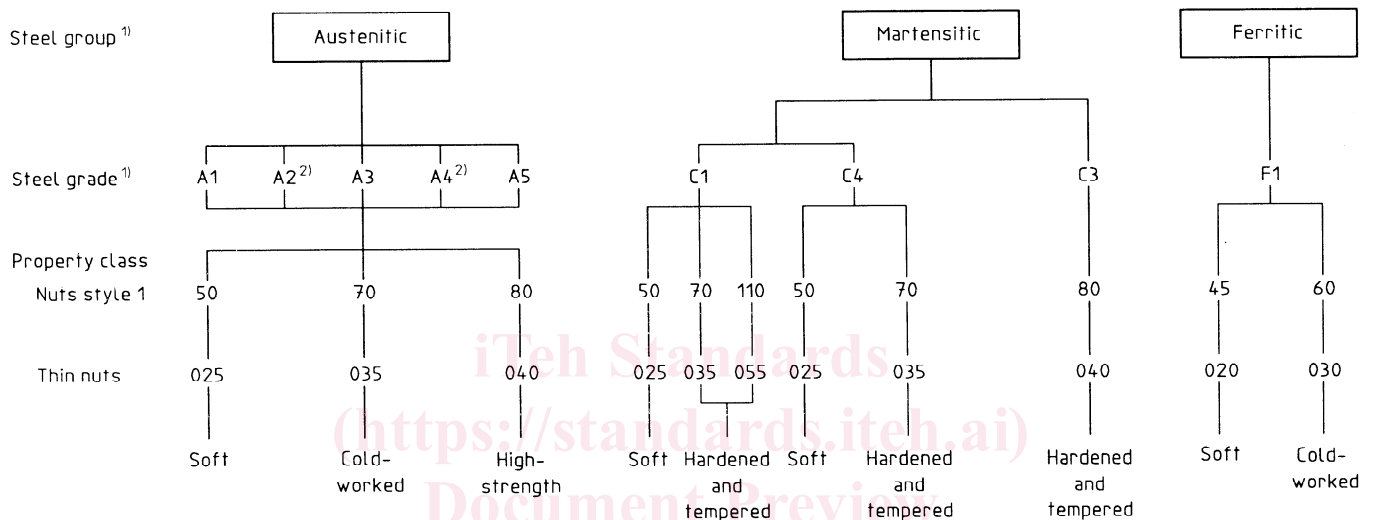 Steel group 1) Austenitic Martensitic Ferritic
Steel grade 1) A1 A2 2) A3 A4 2) A5 C1 C4 C3 F1
Property class
Nuts style 1 50 70 80 50 70 110 50 70 80 45 60
Thin nuts 025 035 040 025 035 055 025 035 040 020 030
Soft Cold- High- Soft Hardened Soft Hardened Hardened Soft Cold-
worked strength and and and worked
tempered tempered tempered
iTeh Standards
(https://standards.iteh.ai)
Document Preview